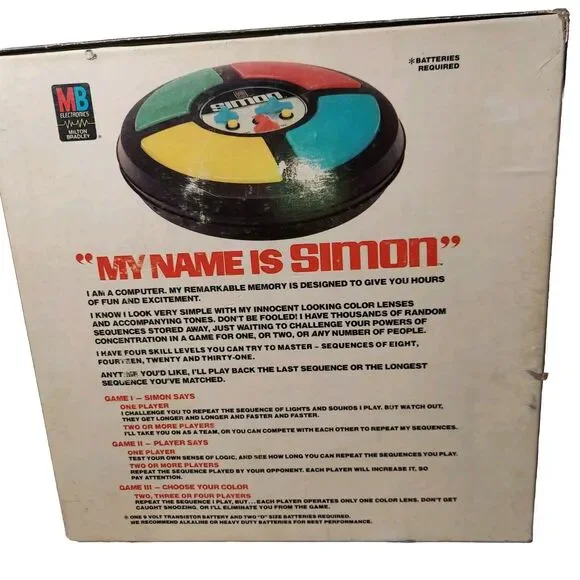 *BATTERIES
REQUIRED
MB
ELECTRONICS
MILTON
BRADLEY
SIMON
"MY NAME IS SIMON™"
I AM A COMPUTER. MY REMARKABLE MEMORY IS DESIGNED TO GIVE YOU HOURS
OF FUN AND EXCITEMENT.
I KNOW I LOOK VERY SIMPLE WITH MY INNOCENT LOOKING COLOR LENSES
AND ACCOMPANYING TONES. DON'T BE FOOLED! I HAVE THOUSANDS OF RANDOM
SEQUENCES STORED AWAY, JUST WAITING TO CHALLENGE YOUR POWERS OF
CONCENTRATION IN A GAME FOR ONE, OR TWO, OR ANY NUMBER OF PEOPLE.
I HAVE FOUR SKILL LEVELS YOU CAN TRY TO MASTER – SEQUENCES OF EIGHT,
FOURTEEN, TWENTY AND THIRTY-ONE.
ANYTIME YOU'D LIKE, I'LL PLAY BACK THE LAST SEQUENCE OR THE LONGEST
SEQUENCE YOU'VE MATCHED.
GAME I – SIMON SAYS
ONE PLAYER
I CHALLENGE YOU TO REPEAT THE SEQUENCE OF LIGHTS AND SOUNDS I PLAY. BUT WATCH OUT,
THEY GET LONGER AND LONGER AND FASTER AND FASTER.
TWO OR MORE PLAYERS
I'LL TAKE YOU ON AS A TEAM, OR YOU CAN COMPETE WITH EACH OTHER TO REPEAT MY SEQUENCES.
GAME II – PLAYER SAYS
ONE PLAYER
TEST YOUR OWN SENSE OF LOGIC, AND SEE HOW LONG YOU CAN REPEAT THE SEQUENCES YOU PLAY.
TWO OR MORE PLAYERS
REPEAT THE SEQUENCE PLAYED BY YOUR OPPONENT. EACH PLAYER WILL INCREASE IT, SO
PAY ATTENTION.
GAME III – CHOOSE YOUR COLOR
TWO, THREE OR FOUR PLAYERS
REPEAT THE SEQUENCE I PLAY, BUT...EACH PLAYER OPERATES ONLY ONE COLOR LENS. DON'T GET
CAUGHT SNOOZING, OR I'LL ELIMINATE YOU FROM THE GAME.
* ONE 9 VOLT TRANSISTOR BATTERY AND TWO "D" SIZE BATTERIES REQUIRED.
WE RECOMMEND ALKALINE OR HEAVY DUTY BATTERIES FOR BEST PERFORMANCE.